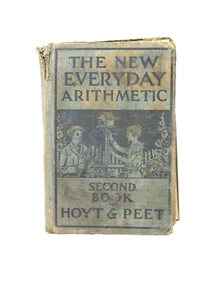 THE NEW
EVERYDAY
ARITHMETIC
SECOND
BOOK
HOYT & PEET